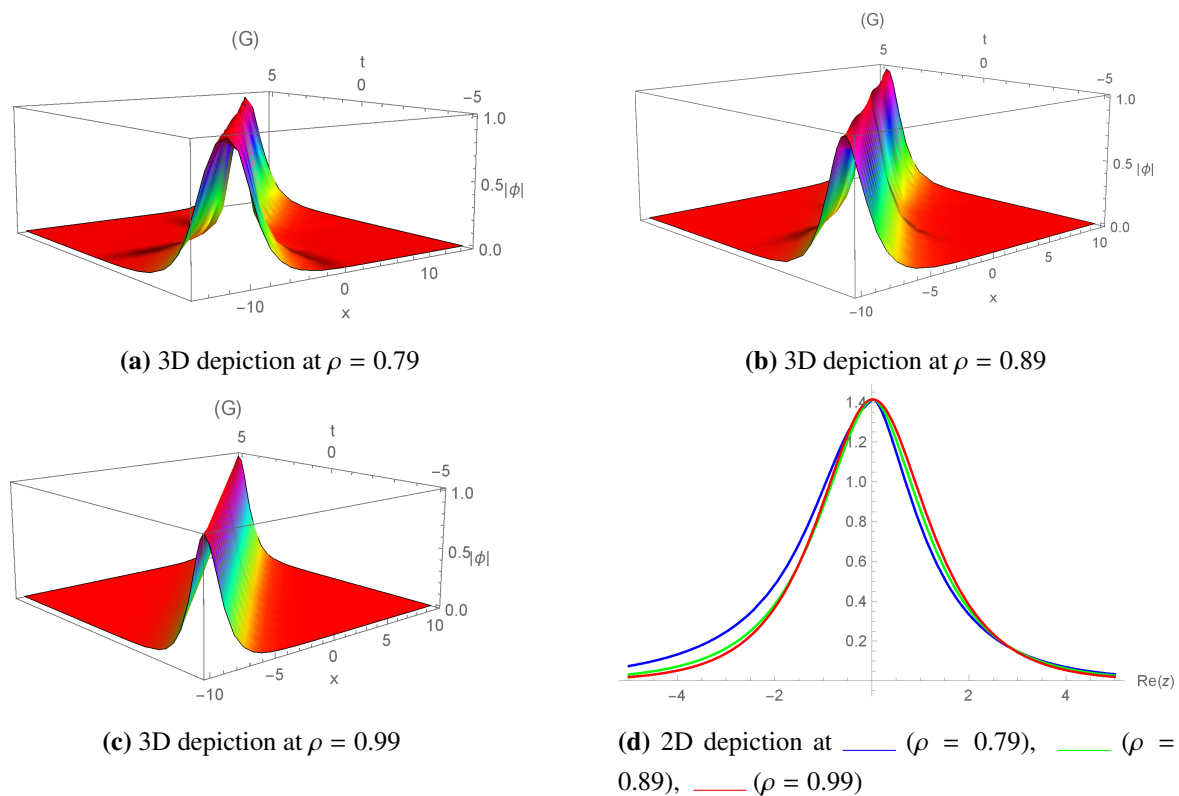 (G)
t
5
0
−5
1.0
0.5
|ϕ|
0.0
−10
0
10
x
(a) 3D depiction at ρ = 0.79
(G)
t
5
0
−5
1.0
0.5
|ϕ|
0.0
−10
−5
0
5
10
x
(b) 3D depiction at ρ = 0.89
(G)
t
5
0
−5
1.0
0.5
|ϕ|
0.0
−10
−5
0
5
10
x
(c) 3D depiction at ρ = 0.99
1.4
1.2
1.0
0.8
0.6
0.4
0.2
−4 −2 0 2 4 Re(z)
(d) 2D depiction at (ρ = 0.79), (ρ =
0.89), (ρ = 0.99)